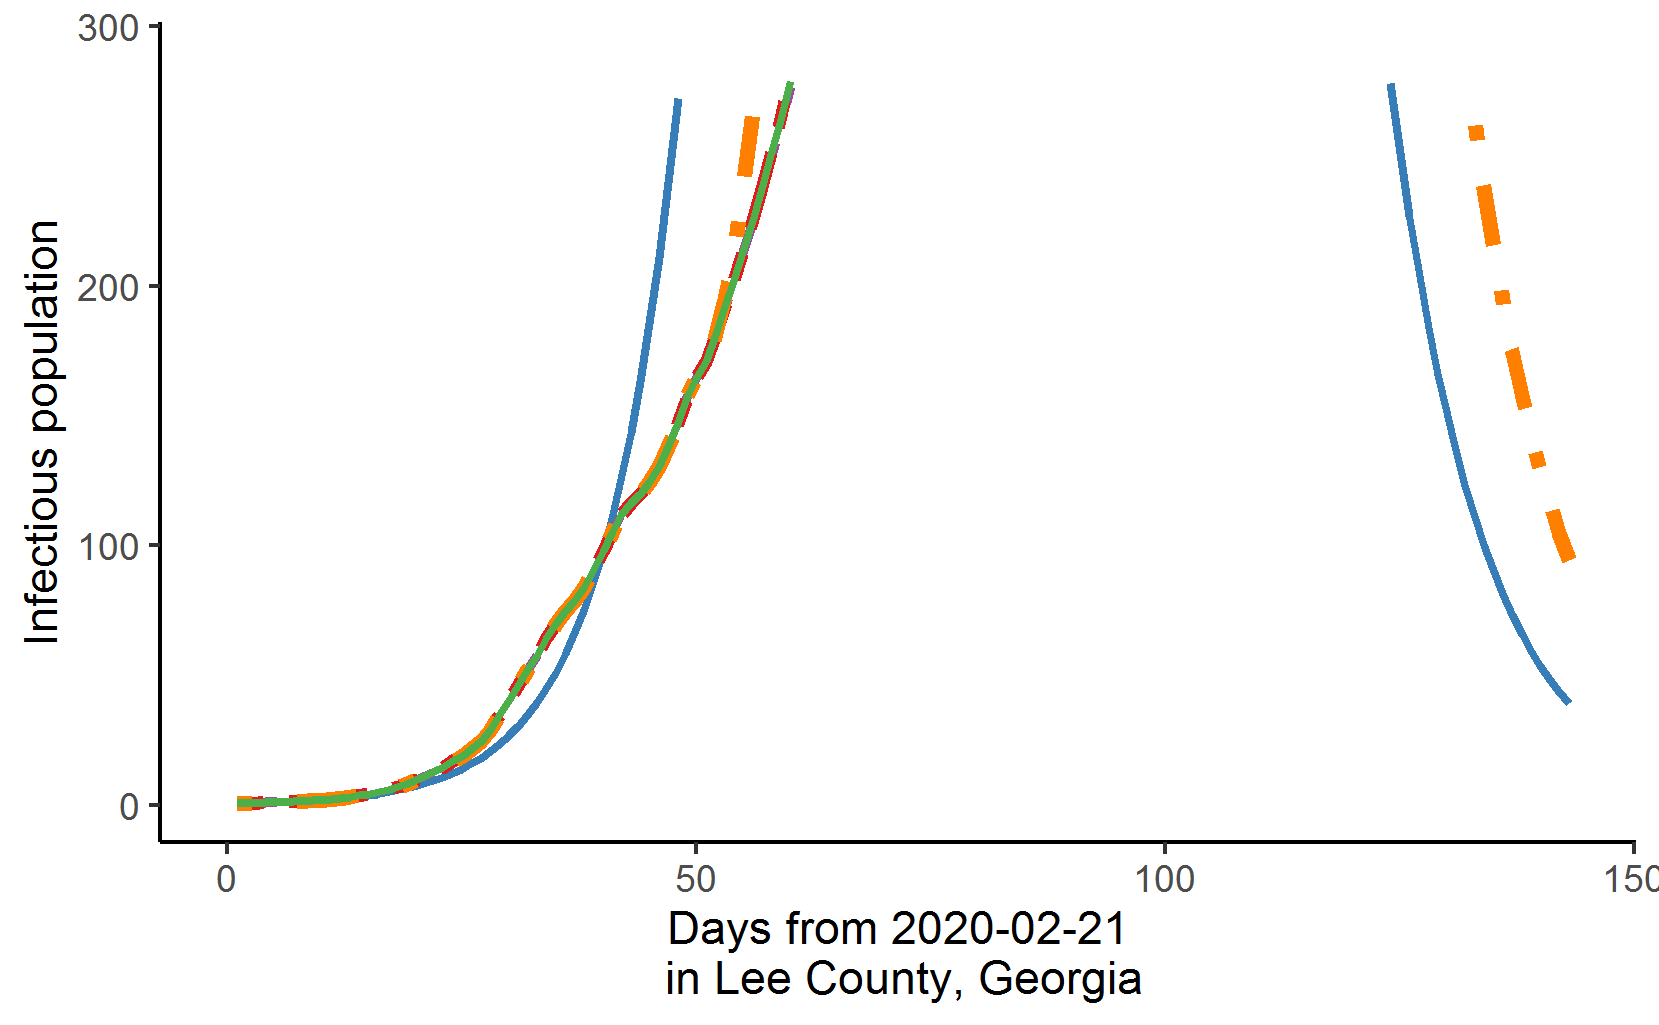 Infectious population
300
200
100
0
0 50 100 150
Days from 2020-02-21
in Lee County, Georgia